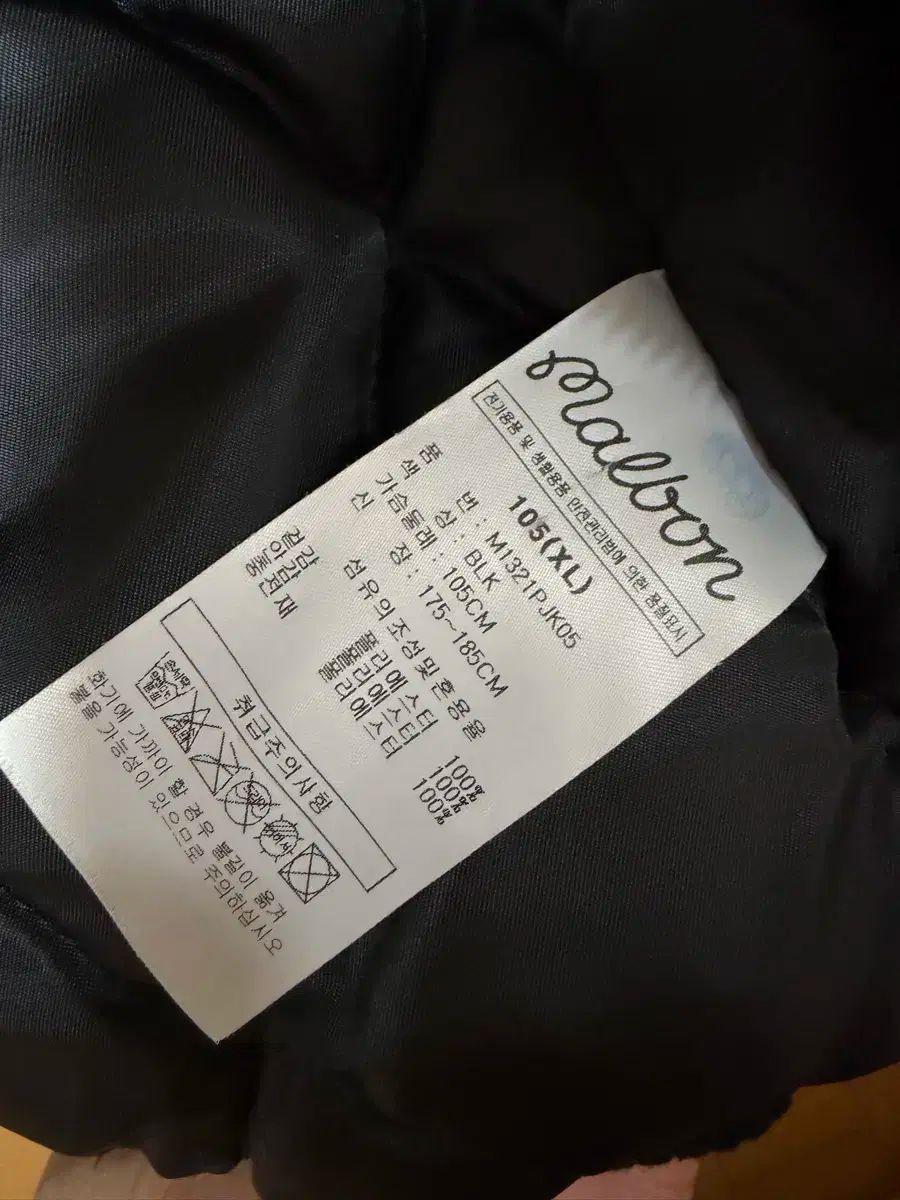 malbon
전기용품 및 생활용품 안전관리법에 의한 품질표시
105(XL)
품 번 : M1321PJK05
색 상 : BLK
가슴둘레 : 105CM
신 장 : 175~185CM
섬유의 조성및혼용율
겉감 폴리에스터 100%
안감 폴리에스터 100%
충전재 폴리에스터 100%
취급주의사항
화기에 가까이 할 경우 불길이 옮겨
붙을 가능성이 있으므로 주의하십시오